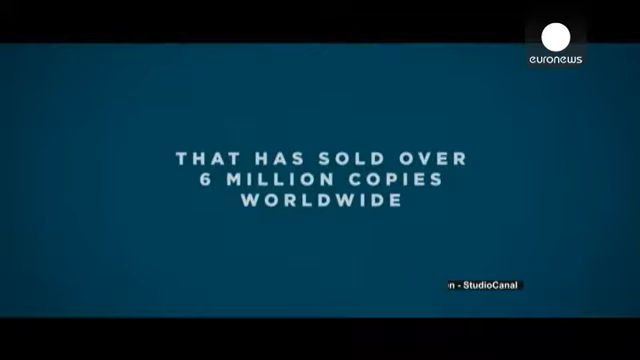 euronews
THAT HAS SOLD OVER
6 MILLION COPIES
WORLDWIDE
n - StudioCanal